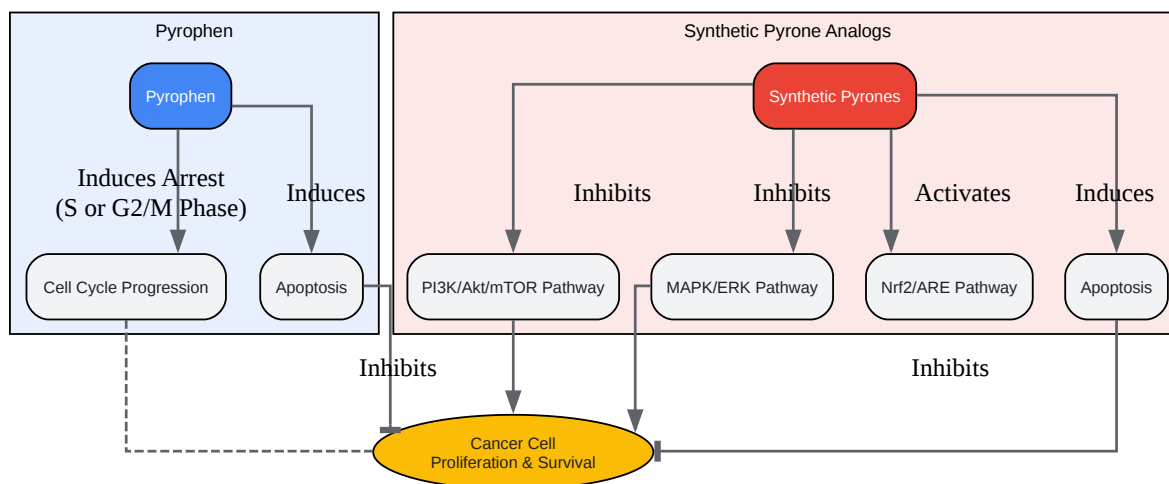 Pyrophen
Synthetic Pyrone Analogs
Pyrophen
Synthetic Pyrones
Induces Arrest
(S or G2/M Phase)
Induces
Inhibits
Inhibits
Activates
Induces
Cell Cycle Progression
Apoptosis
PI3K/Akt/mTOR Pathway
MAPK/ERK Pathway
Nrf2/ARE Pathway
Apoptosis
Inhibits
Inhibits
Cancer Cell
Proliferation & Survival